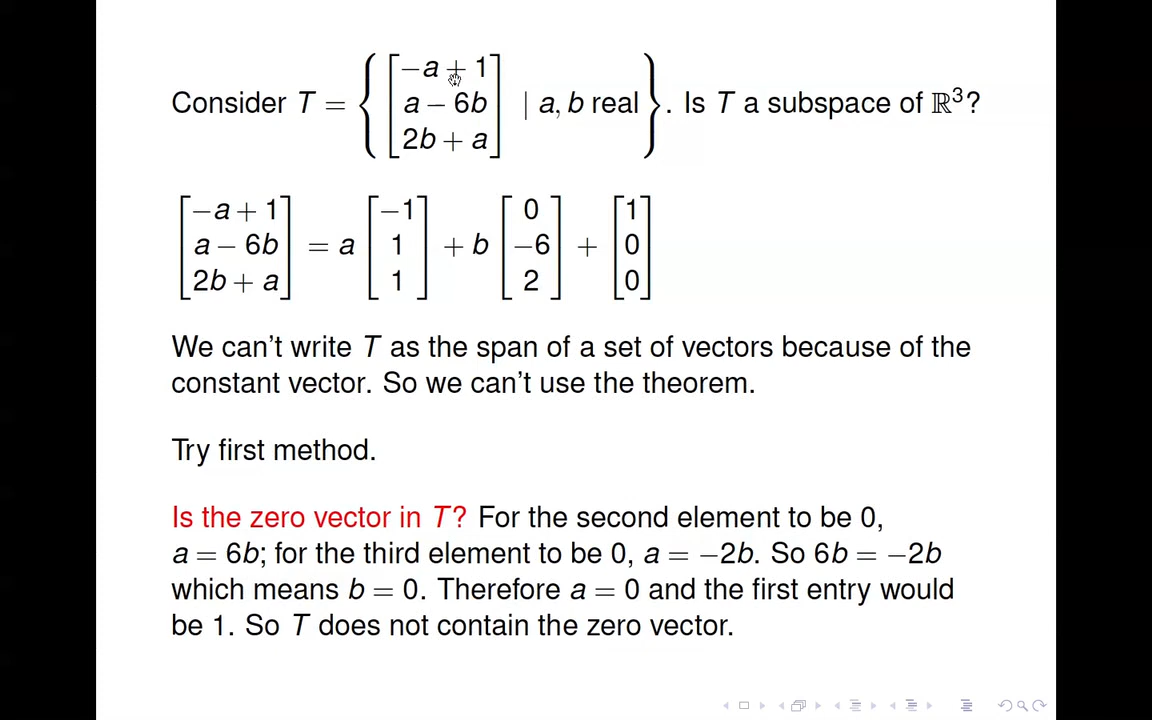 Consider T = { [ −a + 1 ; a − 6b ; 2b + a ] | a, b real } . Is T a subspace of ℝ³?
[ −a + 1 ; a − 6b ; 2b + a ] = a [ −1 ; 1 ; 1 ] + b [ 0 ; −6 ; 2 ] + [ 1 ; 0 ; 0 ]
We can't write T as the span of a set of vectors because of the
constant vector. So we can't use the theorem.
Try first method.
Is the zero vector in T? For the second element to be 0,
a = 6b; for the third element to be 0, a = −2b. So 6b = −2b
which means b = 0. Therefore a = 0 and the first entry would
be 1. So T does not contain the zero vector.